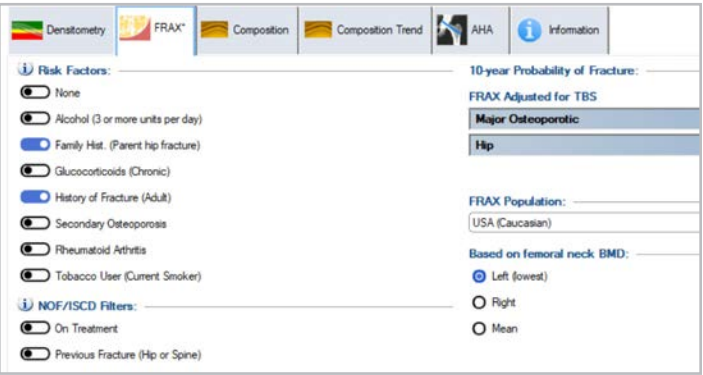 Densitometry FRAX® Composition Composition Trend AHA Information
Risk Factors:
None
Alcohol (3 or more units per day)
Family Hist. (Parent hip fracture)
Glucocorticoids (Chronic)
History of Fracture (Adult)
Secondary Osteoporosis
Rheumatoid Arthritis
Tobacco User (Current Smoker)
NOF/ISCD Filters:
On Treatment
Previous Fracture (Hip or Spine)
10-year Probability of Fracture:
FRAX Adjusted for TBS
Major Osteoporotic
Hip
FRAX Population:
USA (Caucasian)
Based on femoral neck BMD:
Left (lowest)
Right
Mean